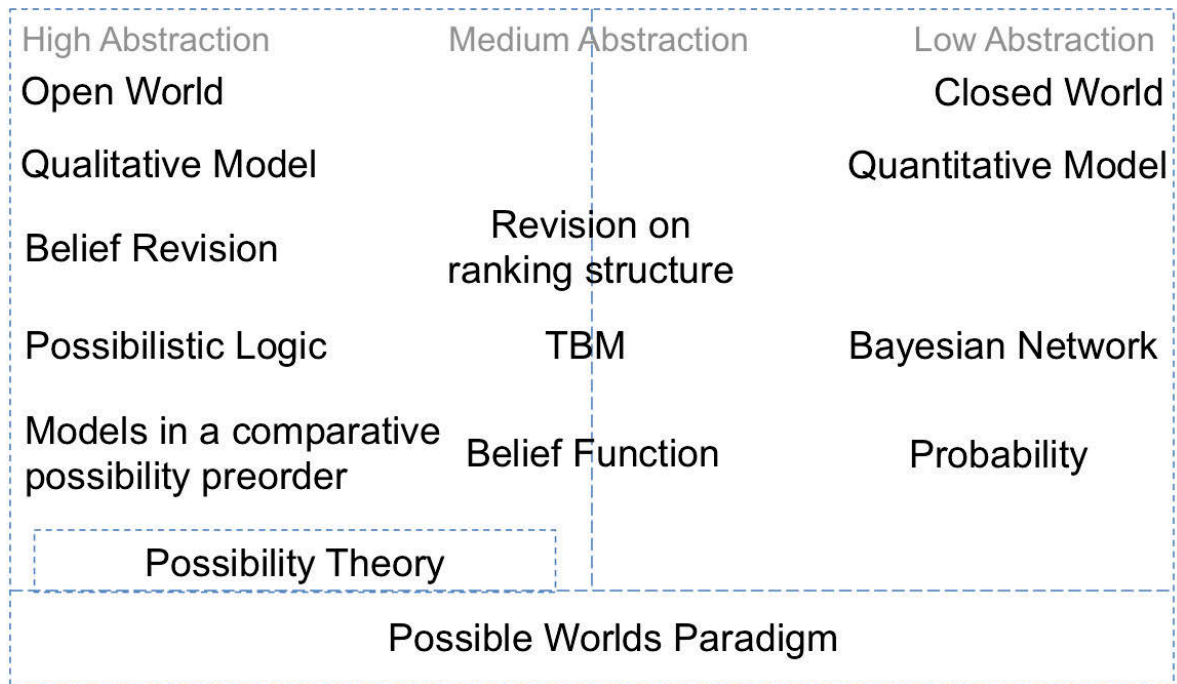 High Abstraction
Medium Abstraction
Low Abstraction
Open World
Closed World
Qualitative Model
Quantitative Model
Belief Revision
Revision on
ranking structure
Possibilistic Logic
TBM
Bayesian Network
Models in a comparative
possibility preorder
Belief Function
Probability
Possibility Theory
Possible Worlds Paradigm